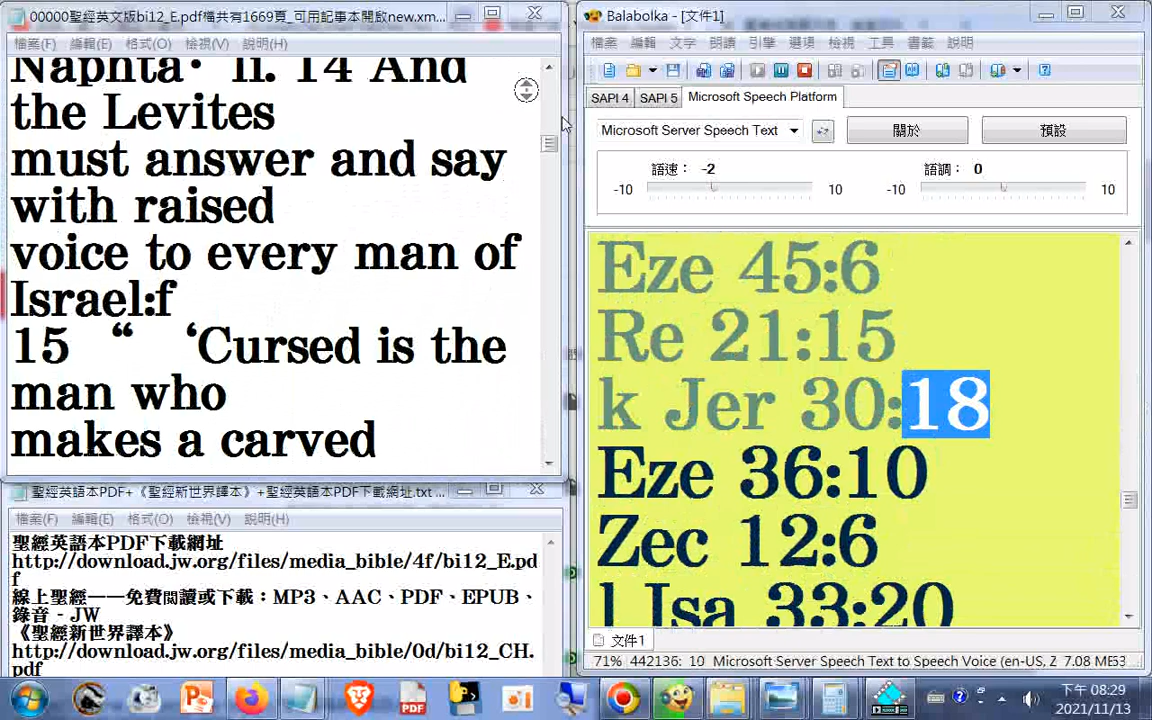 00000聖經英文版bi12_E.pdf檔共有1669頁_可用記事本開啟new.xm...
檔案(F) 編輯(E) 格式(O) 檢視(V) 說明(H)
Naphta· li. 14 And
the Levites
must answer and say
with raised
voice to every man of
Israel:f
15 “ ‘Cursed is the
man who
makes a carved
聖經英語本PDF+《聖經新世界譯本》+聖經英語本PDF下載網址.txt ...
檔案(F) 編輯(E) 格式(O) 檢視(V) 說明(H)
聖經英語本PDF下載網址
http://download.jw.org/files/media_bible/4f/bi12_E.pd
f
線上聖經——免費閱讀或下載：MP3、AAC、PDF、EPUB、
錄音 - JW
《聖經新世界譯本》
http://download.jw.org/files/media_bible/0d/bi12_CH.
pdf
Balabolka - [文件1]
檔案 編輯 文字 朗讀 引擎 選項 檢視 工具 書籤 說明
SAPI 4 SAPI 5 Microsoft Speech Platform
Microsoft Server Speech Text 關於 預設
語速： -2 語調： 0
-10 10 -10 10
Eze 45:6
Re 21:15
k Jer 30:18
Eze 36:10
Zec 12:6
l Isa 33:20
文件1
71% 442136: 10 Microsoft Server Speech Text to Speech Voice (en-US, Z 7.08 ME53
下午 08:29
2021/11/13